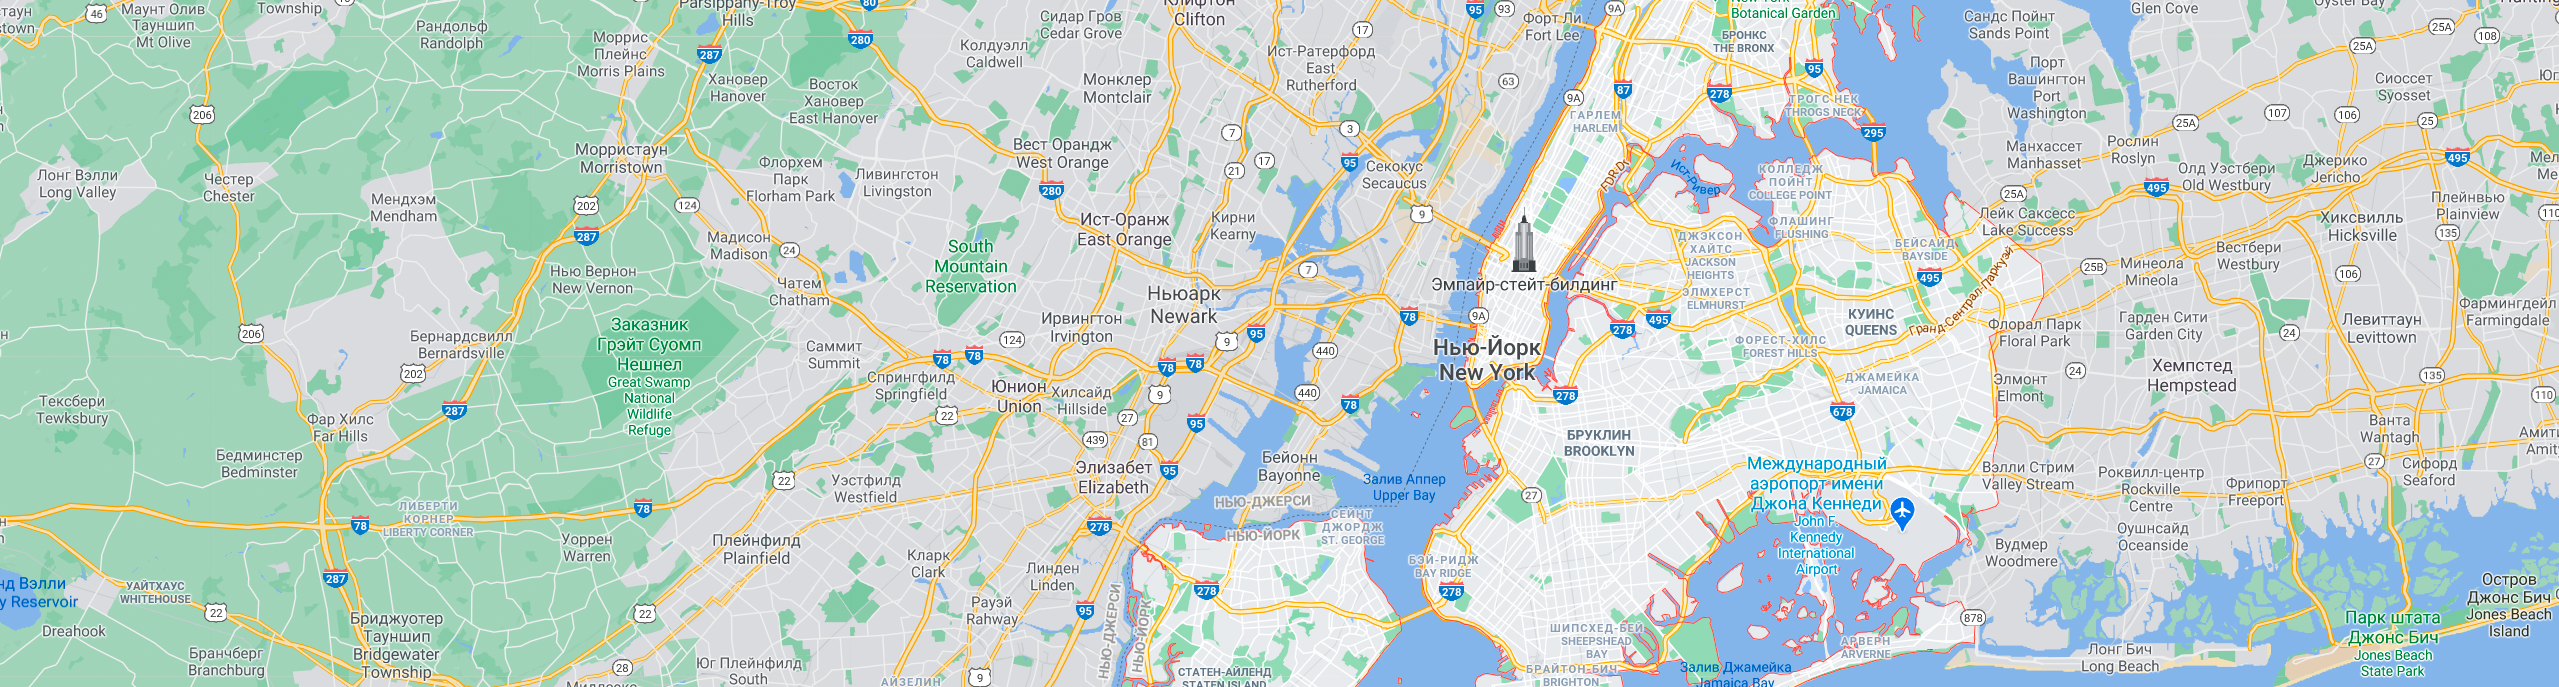 46
Маунт Олив
Тауншип
Mt Olive
Township
Рандольф
Randolph
Моррис
Плейнс
Morris Plains
Parsippany-Troy
Hills
80
287
280
Хановер
Hanover
Восток
Хановер
East Hanover
Колдуэлл
Caldwell
Сидар Гров
Cedar Grove
Монклер
Montclair
Клифтон
Clifton
17
Ист-Ратерфорд
East
Rutherford
95
93
63
Форт Ли
Fort Lee
9A
Botanical Garden
БРОНКС
THE BRONX
87
278
95
ТРОГС НЕК
THROGS NECK
295
Сандс Пойнт
Sands Point
Glen Cove
Порт
Вашингтон
Port
Washington
Oyster Bay
25A
25A
108
Сиоссет
Syosset
107
106
25
206
Лонг Вэлли
Long Valley
Честер
Chester
Мендхэм
Mendham
Морристаун
Morristown
202
287
124
Флорхем
Парк
Florham Park
Ливингстон
Livingston
Вест Орандж
West Orange
280
7
17
21
3
95
Секокус
Secaucus
9
9A
ГАРЛЕМ
HARLEM
FDR Dr
Ист-Ривер
КОЛЛЕДЖ
ПОЙНТ
COLLEGE POINT
ФЛАШИНГ
FLUSHING
БЕЙСАЙД
BAYSIDE
Манхассет
Manhasset
25A
25A
Рослин
Roslyn
Олд Уэстбери
Old Westbury
495
Джерико
Jericho
495
Плейнвью
Plainview
110
135
Хиксвилль
Hicksville
Лейк Саксесс
Lake Success
Мадисон
Madison
24
Нью Вернон
New Vernon
Чатем
Chatham
South
Mountain
Reservation
Ист-Оранж
East Orange
Кирни
Kearny
7
Ньюарк
Newark
Ирвингтон
Irvington
124
95
9
78
Эмпайр-стейт-билдинг
9A
Нью-Йорк
New York
ДЖЭКСОН
ХАЙТС
JACKSON
HEIGHTS
ЭЛМХЕРСТ
ELMHURST
278
495
495
Гранд-Сентрал-Паркуэй
КУИНС
QUEENS
ФОРЕСТ-ХИЛС
FOREST HILLS
ДЖАМЕЙКА
JAMAICA
678
25B
Минеола
Mineola
Вестбери
Westbury
106
Фармингдейл
Farmingdale
Флорал Парк
Floral Park
Гарден Сити
Garden City
24
Левиттаун
Levittown
Хемпстед
Hempstead
24
135
110
Элмонт
Elmont
206
Бернардсвилл
Bernardsville
202
287
Заказник
Грэйт Суомп
Нешнел
Great Swamp
National
Wildlife
Refuge
Саммит
Summit
78
78
Спрингфилд
Springfield
22
Юнион
Union
Хилсайд
Hillside
78
78
9
27
439
81
95
440
440
78
278
Тексбери
Tewksbury
Фар Хилс
Far Hills
Бедминстер
Bedminster
ЛИБЕРТИ
КОРНЕР
LIBERTY CORNER
78
78
22
Уэстфилд
Westfield
Элизабет
Elizabeth
95
Бейонн
Bayonne
Залив Аппер
Upper Bay
НЬЮ-ДЖЕРСИ
НЬЮ-ЙОРК
СЕЙНТ
ДЖОРДЖ
ST. GEORGE
БРУКЛИН
BROOKLYN
27
Международный
аэропорт имени
Джона Кеннеди
John F.
Kennedy
International
Airport
Вэлли Стрим
Valley Stream
Роквилл-центр
Rockville
Centre
Фрипорт
Freeport
27
Ванта
Wantagh
Сифорд
Seaford
Оушнсайд
Oceanside
Вудмер
Woodmere
Уоррен
Warren
Плейнфилд
Plainfield
Кларк
Clark
Линден
Linden
278
БЭЙ-РИДЖ
BAY RIDGE
278
278
УАЙТХАУС
WHITEHOUSE
22
287
22
Рауэй
Rahway
95
НЬЮ-ДЖЕРСИ
НЬЮ-ЙОРК
Dreahook
Бриджуотер
Тауншип
Bridgewater
Township
Бранчберг
Branchburg
28
Юг Плейнфилд
South
АЙЗЕЛИН
9
СТАТЕН-АЙЛЕНД
STATEN ISLAND
ШИПСХЕД-БЕЙ
SHEEPSHEAD
BAY
БРАЙТОН-БИЧ
BRIGHTON
Залив Джамейка
Jamaica Bay
АРВЕРН
ARVERNE
878
Лонг Бич
Long Beach
Парк штата
Джонс Бич
Jones Beach
State Park
Остров
Джонс Бич
Jones Beach
Island